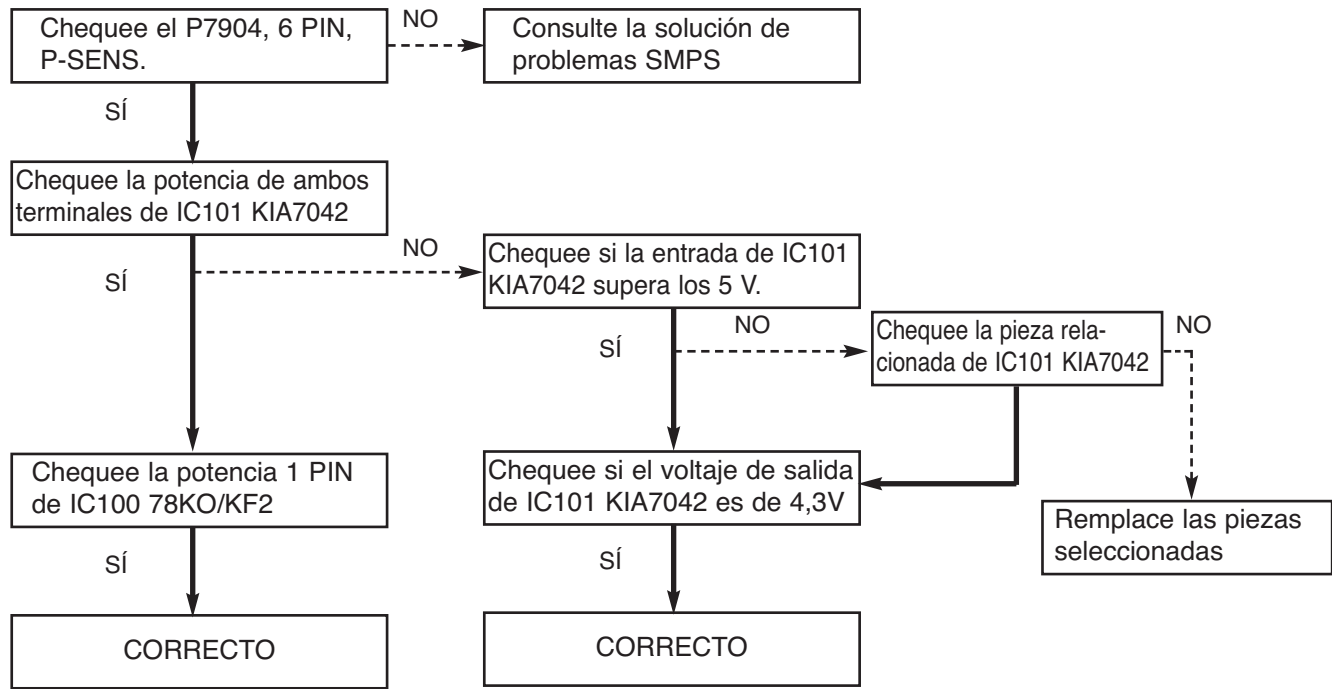 Chequee el P7904, 6 PIN,
P-SENS.
NO
Consulte la solución de
problemas SMPS
SÍ
Chequee la potencia de ambos
terminales de IC101 KIA7042
NO
SÍ
Chequee si la entrada de IC101
KIA7042 supera los 5 V.
NO
SÍ
Chequee la pieza rela-
cionada de IC101 KIA7042
NO
Chequee la potencia 1 PIN
de IC100 78KO/KF2
Chequee si el voltaje de salida
de IC101 KIA7042 es de 4,3V
Remplace las piezas
seleccionadas
SÍ
SÍ
CORRECTO
CORRECTO